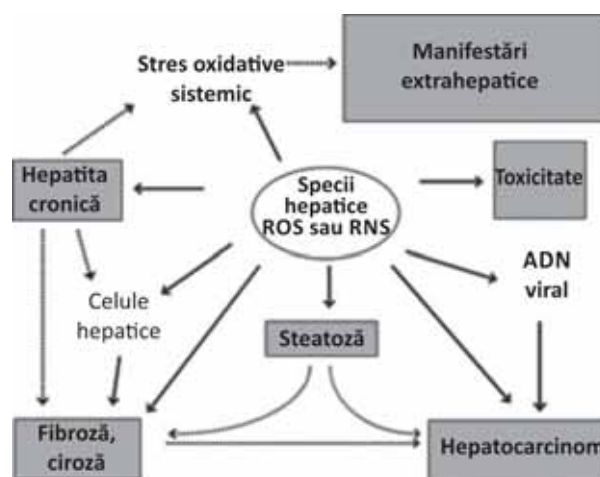 Stres oxidative
sistemic
Manifestări
extrahepatice
Hepatita
cronică
Specii
hepatice
ROS sau RNS
Toxicitate
ADN
viral
Celule
hepatice
Steatoză
Fibroză,
ciroză
Hepatocarcinom